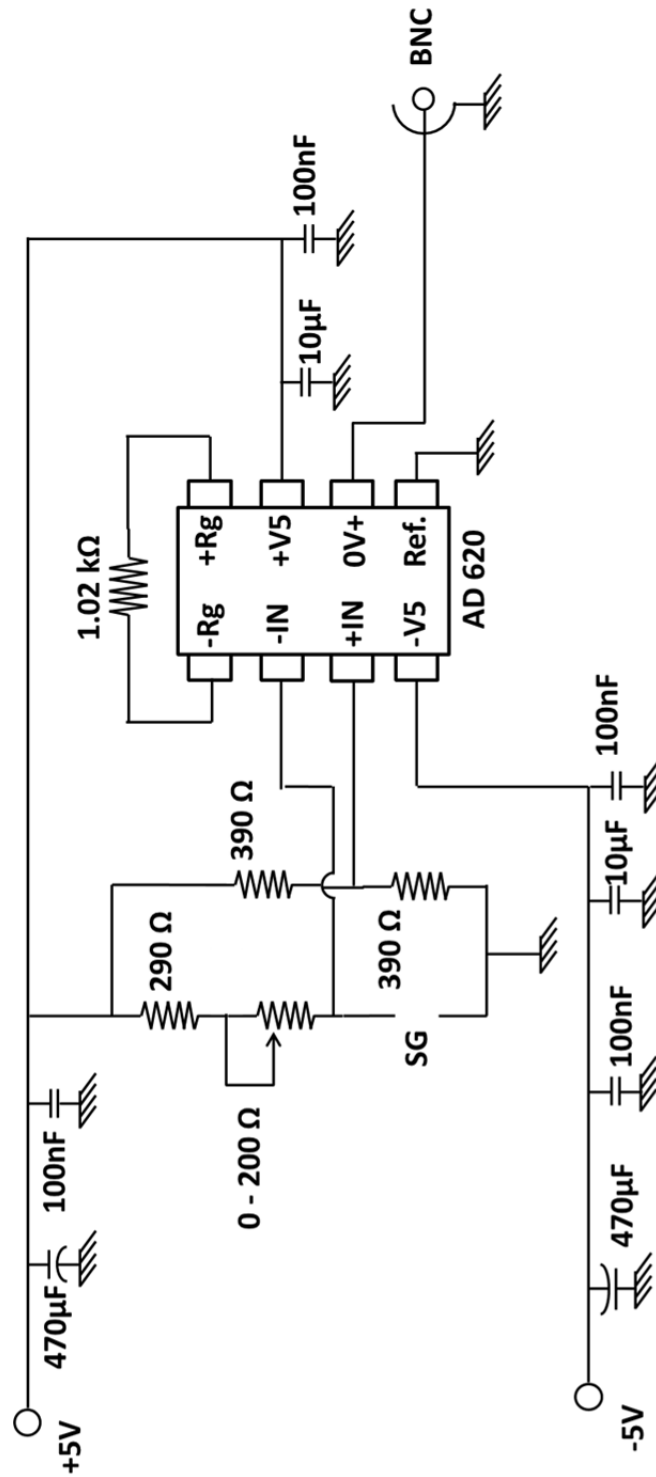 +5V
470µF
100nF
290 Ω
0 - 200 Ω
390 Ω
390 Ω
SG
1.02 kΩ
-Rg
+Rg
-IN
+V5
+IN
0V+
-V5
Ref.
AD 620
10µF
100nF
BNC
-5V
470µF
100nF
10µF
100nF